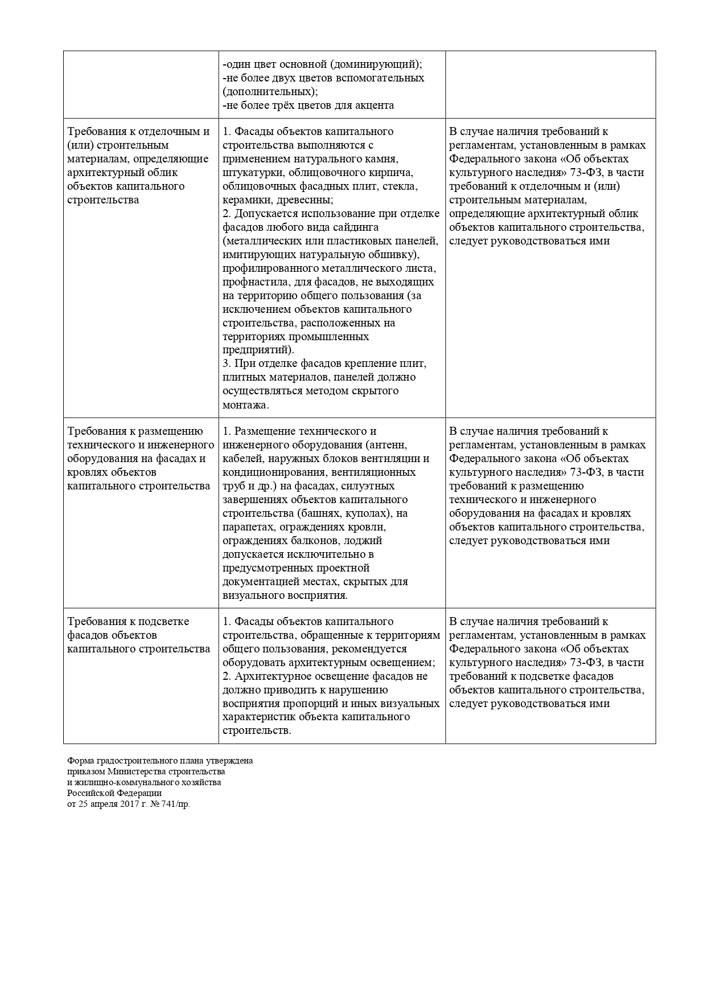 -один цвет основной (доминирующий);
-не более двух цветов вспомогательных
(дополнительных);
-не более трёх цветов для акцента
Требования к отделочным и
(или) строительным
материалам, определяющие
архитектурный облик
объектов капитального
строительства
1. Фасады объектов капитального
строительства выполняются с
применением натурального камня,
штукатурки, облицовочного кирпича,
облицовочных фасадных плит, стекла,
керамики, древесины;
2. Допускается использование при отделке
фасадов любого вида сайдинга
(металлических или пластиковых панелей,
имитирующих натуральную обшивку),
профилированного металлического листа,
профнастила, для фасадов, не выходящих
на территорию общего пользования (за
исключением объектов капитального
строительства, расположенных на
территориях промышленных
предприятий).
3. При отделке фасадов крепление плит,
плитных материалов, панелей должно
осуществляться методом скрытого
монтажа.
В случае наличия требований к
регламентам, установленным в рамках
Федерального закона «Об объектах
культурного наследия» 73-ФЗ, в части
требований к отделочным и (или)
строительным материалам,
определяющие архитектурный облик
объектов капитального строительства,
следует руководствоваться ими
Требования к размещению
технического и инженерного
оборудования на фасадах и
кровлях объектов
капитального строительства
1. Размещение технического и
инженерного оборудования (антенн,
кабелей, наружных блоков вентиляции и
кондиционирования, вентиляционных
труб и др.) на фасадах, силуэтных
завершениях объектов капитального
строительства (башнях, куполах), на
парапетах, ограждениях кровли,
ограждениях балконов, лоджий
допускается исключительно в
предусмотренных проектной
документацией местах, скрытых для
визуального восприятия.
В случае наличия требований к
регламентам, установленным в рамках
Федерального закона «Об объектах
культурного наследия» 73-ФЗ, в части
требований к размещению
технического и инженерного
оборудования на фасадах и кровлях
объектов капитального строительства,
следует руководствоваться ими
Требования к подсветке
фасадов объектов
капитального строительства
1. Фасады объектов капитального
строительства, обращенные к территориям
общего пользования, рекомендуется
оборудовать архитектурным освещением;
2. Архитектурное освещение фасадов не
должно приводить к нарушению
восприятия пропорций и иных визуальных
характеристик объекта капитального
строительств.
В случае наличия требований к
регламентам, установленным в рамках
Федерального закона «Об объектах
культурного наследия» 73-ФЗ, в части
требований к подсветке фасадов
объектов капитального строительства,
следует руководствоваться ими
Форма градостроительного плана утверждена
приказом Министерства строительства
и жилищно-коммунального хозяйства
Российской Федерации
от 25 апреля 2017 г. № 741/пр.